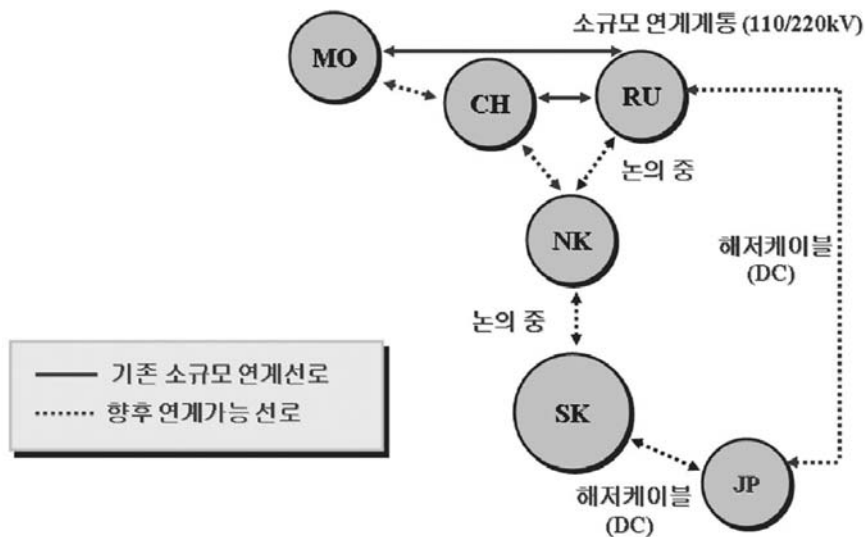 소규모 연계계통 (110/220kV)
MO
CH
RU
논의 중
NK
해저케이블
(DC)
논의 중
기존 소규모 연계선로
향후 연계가능 선로
SK
JP
해저케이블
(DC)